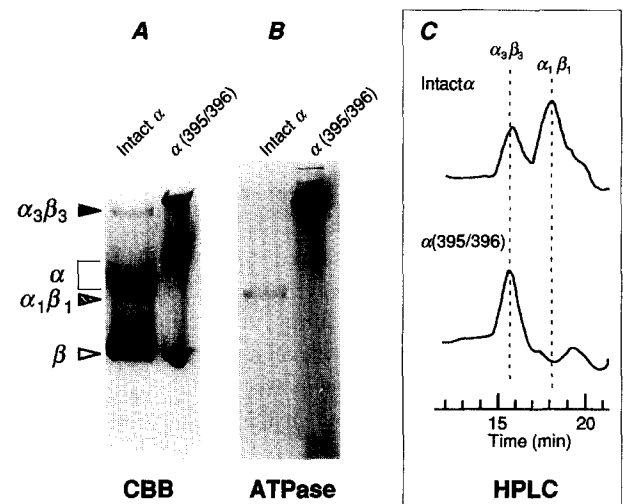 A
B
C
Intact α
α (395/396)
Intact α
α (395/396)
α₃β₃
α
α₁β₁
β
CBB
ATPase
α₃β₃
α₁β₁
Intact α
α(395/396)
15
20
Time (min)
HPLC